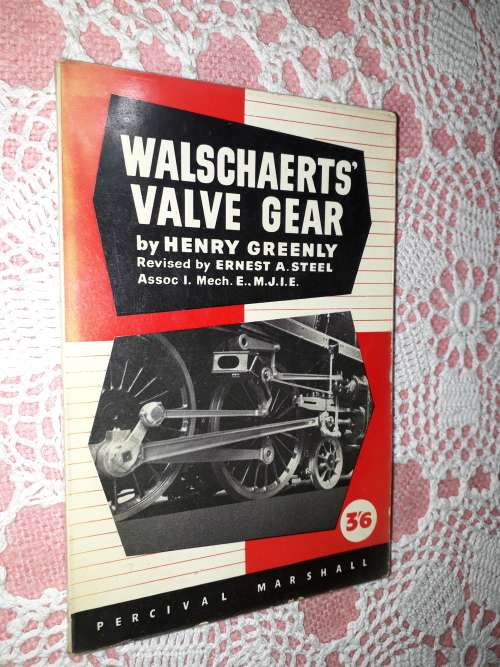 WALSCHAERTS'
VALVE GEAR
by HENRY GREENLY
Revised by ERNEST A. STEEL
Assoc I. Mech. E., M.J.I.E.
3'6
PERCIVAL MARSHALL